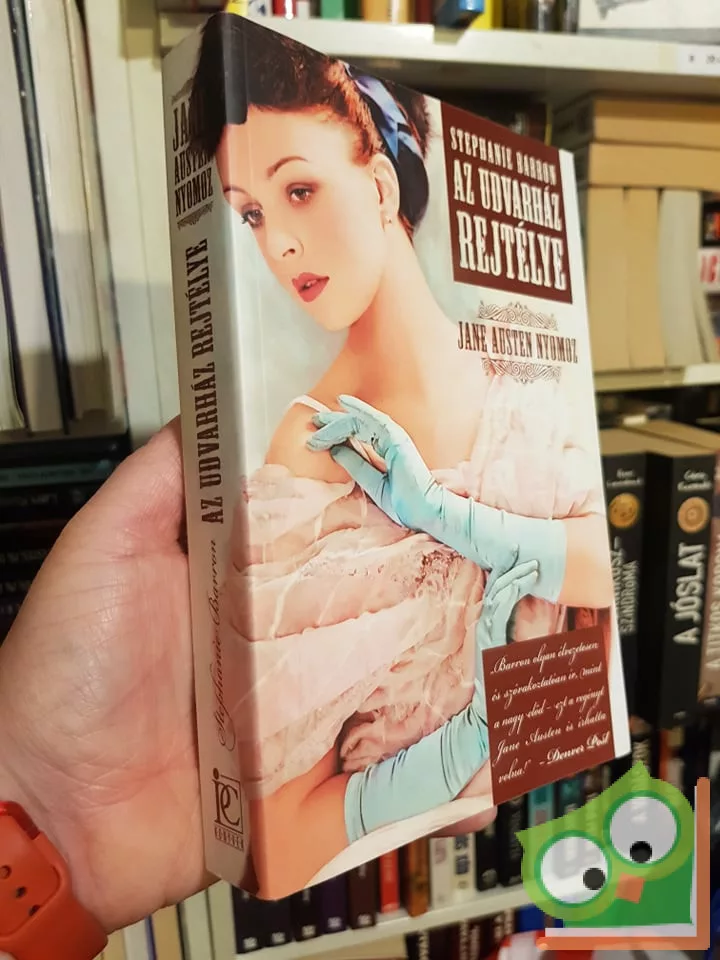 STEPHANIE BARRON
AZ UDVARHÁZ
REJTÉLYE
JANE AUSTEN NYOMOZ
„Barron olyan élvezetesen
és szórakoztatóan ír, mint
a nagy előd – ezt a regényt
Jane Austen is írhatta
volna!” – Denver Post
JANE
AUSTEN
NYOMOZ
AZ UDVARHÁZ REJTÉLYE
Stephanie Barron
I.P.C.
KÖNYVEK
A JÓSLAT